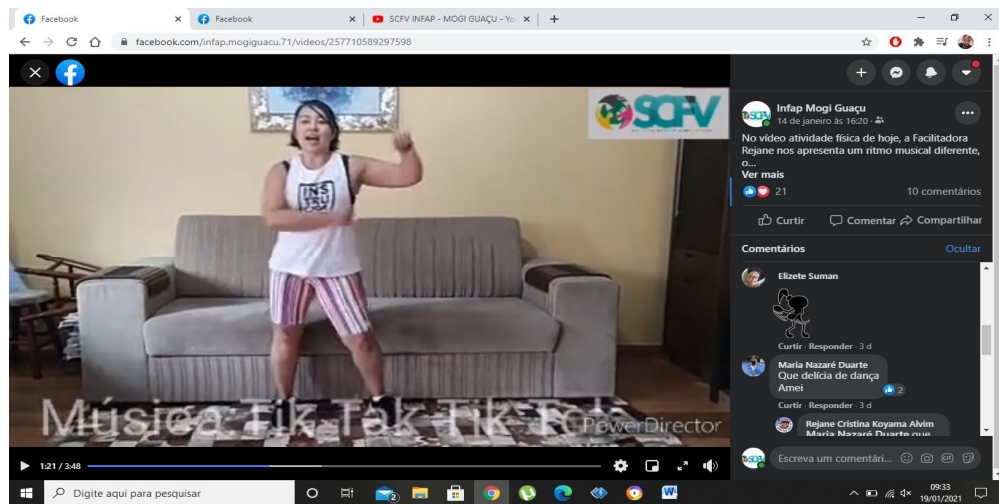 Facebook
Facebook
SCFV INFAP - MOGI GUAÇU - Yo
facebook.com/infap.mogiguacu.71/videos/257710589297598
SCFV
INS
TRU
Música: Tik Tak Tik
PowerDirector
1:21 / 3:48
Infap Mogi Guaçu
14 de janeiro às 16:20
No vídeo atividade física de hoje, a Facilitadora
Rejane nos apresenta um ritmo musical diferente,
o...
Ver mais
21
10 comentários
Curtir
Comentar
Compartilhar
Comentários
Ocultar
Elizete Suman
Curtir · Responder · 3 d
Maria Nazaré Duarte
Que delícia de dança
Amei
2
Curtir · Responder · 3 d
Rejane Cristina Koyama Alvim
Maria Nazaré Duarte que
Escreva um comentári...
GIF
Digite aqui para pesquisar
09:33
19/01/2021